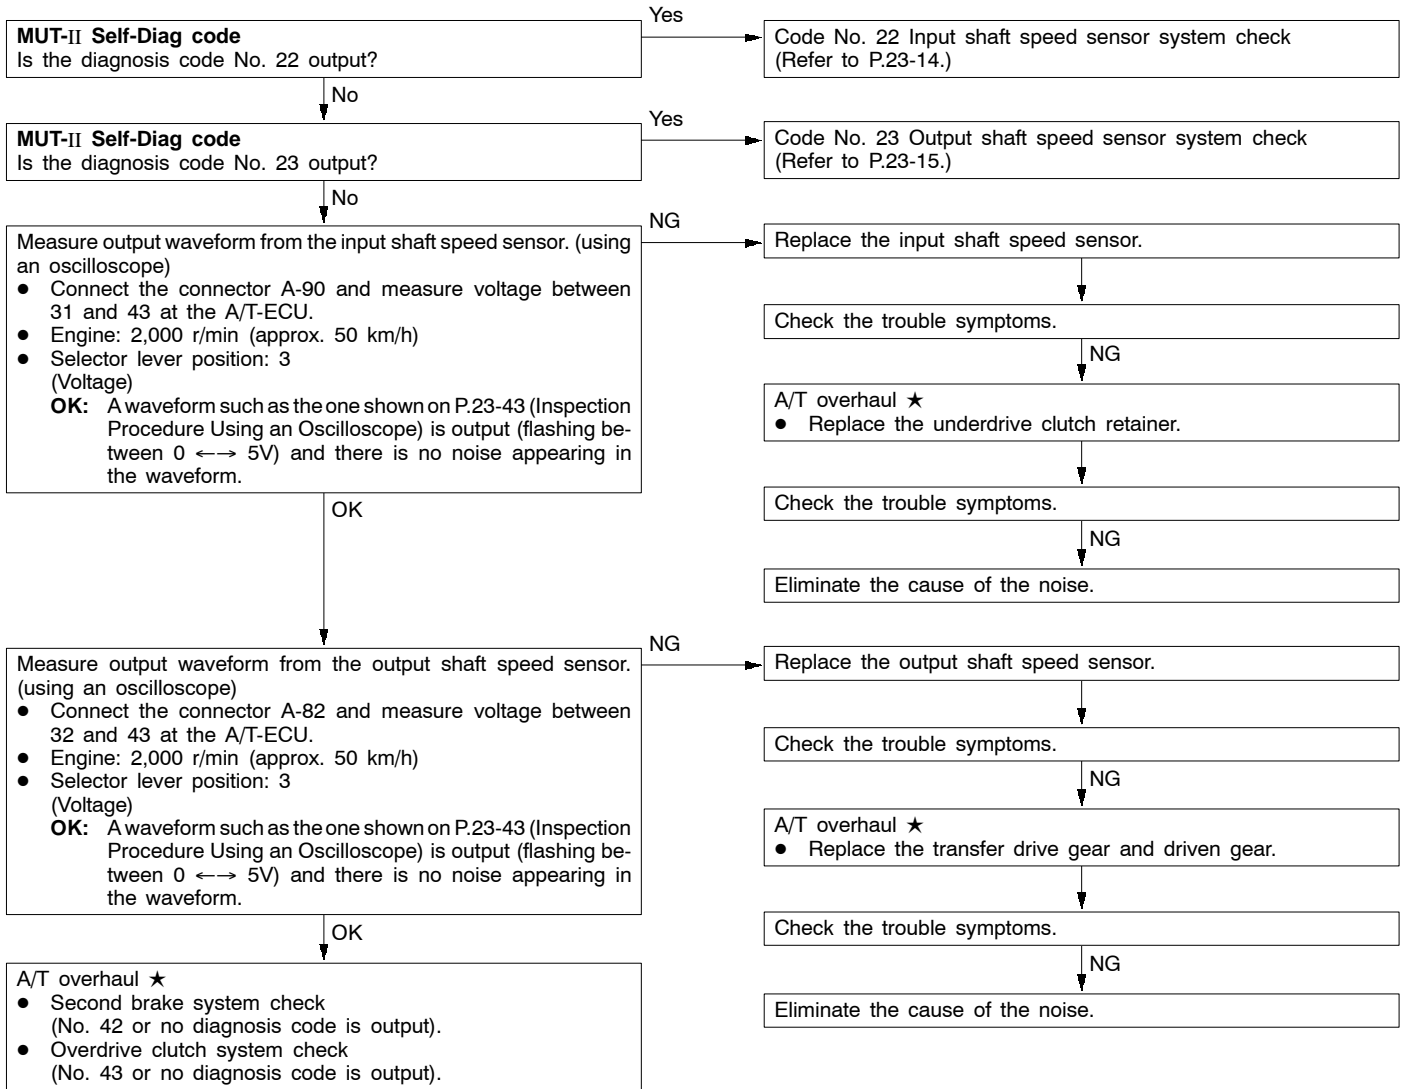 MUT-II Self-Diag code
Is the diagnosis code No. 22 output?
Yes
Code No. 22 Input shaft speed sensor system check
(Refer to P.23-14.)
No
MUT-II Self-Diag code
Is the diagnosis code No. 23 output?
Yes
Code No. 23 Output shaft speed sensor system check
(Refer to P.23-15.)
No
Measure output waveform from the input shaft speed sensor. (using
an oscilloscope)
● Connect the connector A-90 and measure voltage between
31 and 43 at the A/T-ECU.
● Engine: 2,000 r/min (approx. 50 km/h)
● Selector lever position: 3
(Voltage)
OK: A waveform such as the one shown on P.23-43 (Inspection
Procedure Using an Oscilloscope) is output (flashing be-
tween 0 ←→ 5V) and there is no noise appearing in
the waveform.
NG
Replace the input shaft speed sensor.
Check the trouble symptoms.
NG
A/T overhaul ★
● Replace the underdrive clutch retainer.
Check the trouble symptoms.
NG
Eliminate the cause of the noise.
OK
Measure output waveform from the output shaft speed sensor.
(using an oscilloscope)
● Connect the connector A-82 and measure voltage between
32 and 43 at the A/T-ECU.
● Engine: 2,000 r/min (approx. 50 km/h)
● Selector lever position: 3
(Voltage)
OK: A waveform such as the one shown on P.23-43 (Inspection
Procedure Using an Oscilloscope) is output (flashing be-
tween 0 ←→ 5V) and there is no noise appearing in
the waveform.
NG
Replace the output shaft speed sensor.
Check the trouble symptoms.
NG
A/T overhaul ★
● Replace the transfer drive gear and driven gear.
Check the trouble symptoms.
NG
Eliminate the cause of the noise.
OK
A/T overhaul ★
● Second brake system check
(No. 42 or no diagnosis code is output).
● Overdrive clutch system check
(No. 43 or no diagnosis code is output).